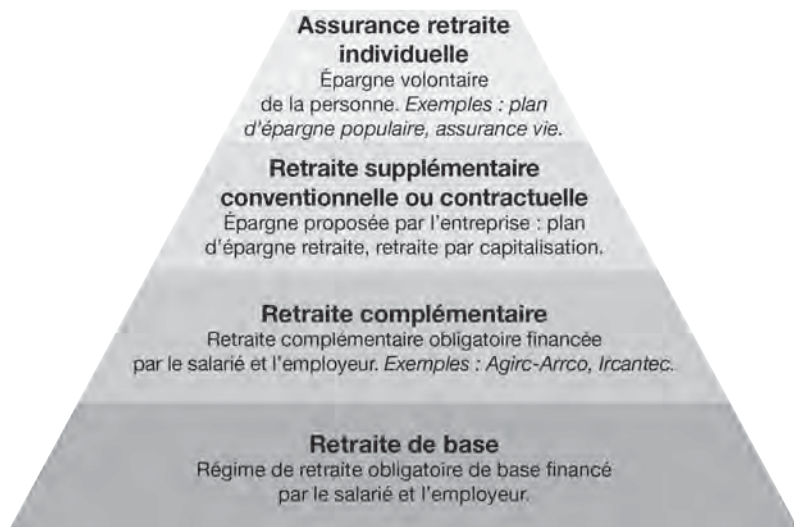 Assurance retraite
individuelle
Épargne volontaire
de la personne. Exemples : plan
d'épargne populaire, assurance vie.
Retraite supplémentaire
conventionnelle ou contractuelle
Épargne proposée par l'entreprise : plan
d'épargne retraite, retraite par capitalisation.
Retraite complémentaire
Retraite complémentaire obligatoire financée
par le salarié et l'employeur. Exemples : Agirc-Arrco, Ircantec.
Retraite de base
Régime de retraite obligatoire de base financé
par le salarié et l'employeur.